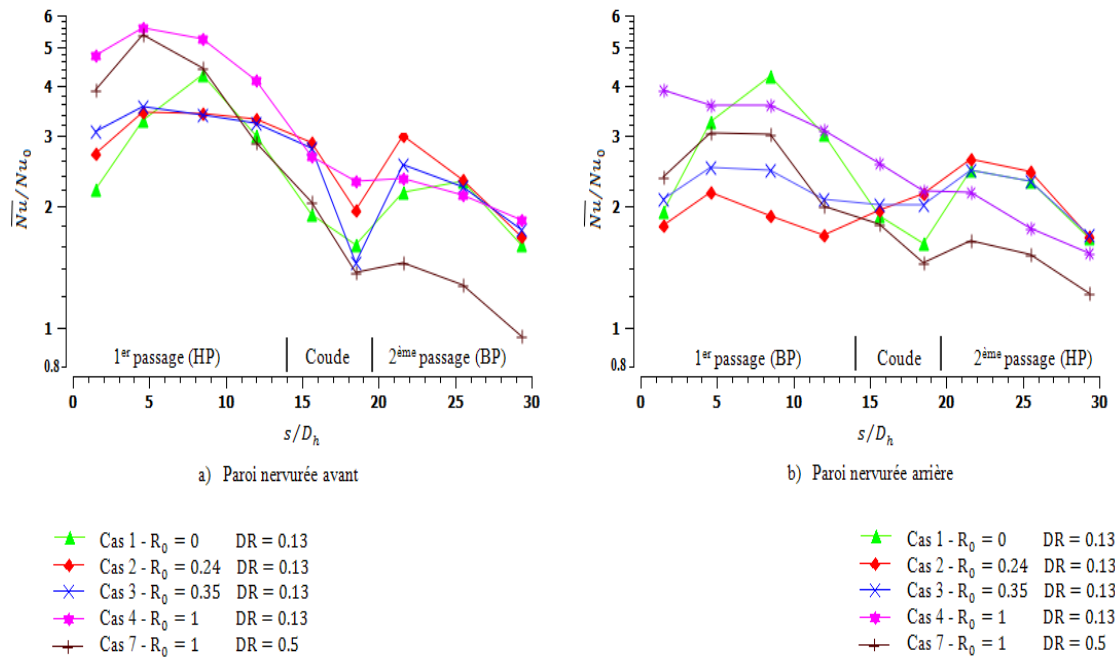 6
5
4
3
2
1
0.8
Nu/Nu₀
1er passage (HP)
Coude
2ème passage (BP)
0 5 10 15 20 25 30
s/Dₕ
a) Paroi nervurée avant
6
5
4
3
2
1
0.8
Nu/Nu₀
1er passage (BP)
Coude
2ème passage (HP)
0 5 10 15 20 25 30
s/Dₕ
b) Paroi nervurée arrière
Cas 1 - R₀ = 0 DR = 0.13
Cas 2 - R₀ = 0.24 DR = 0.13
Cas 3 - R₀ = 0.35 DR = 0.13
Cas 4 - R₀ = 1 DR = 0.13
Cas 7 - R₀ = 1 DR = 0.5
Cas 1 - R₀ = 0 DR = 0.13
Cas 2 - R₀ = 0.24 DR = 0.13
Cas 3 - R₀ = 0.35 DR = 0.13
Cas 4 - R₀ = 1 DR = 0.13
Cas 7 - R₀ = 1 DR = 0.5